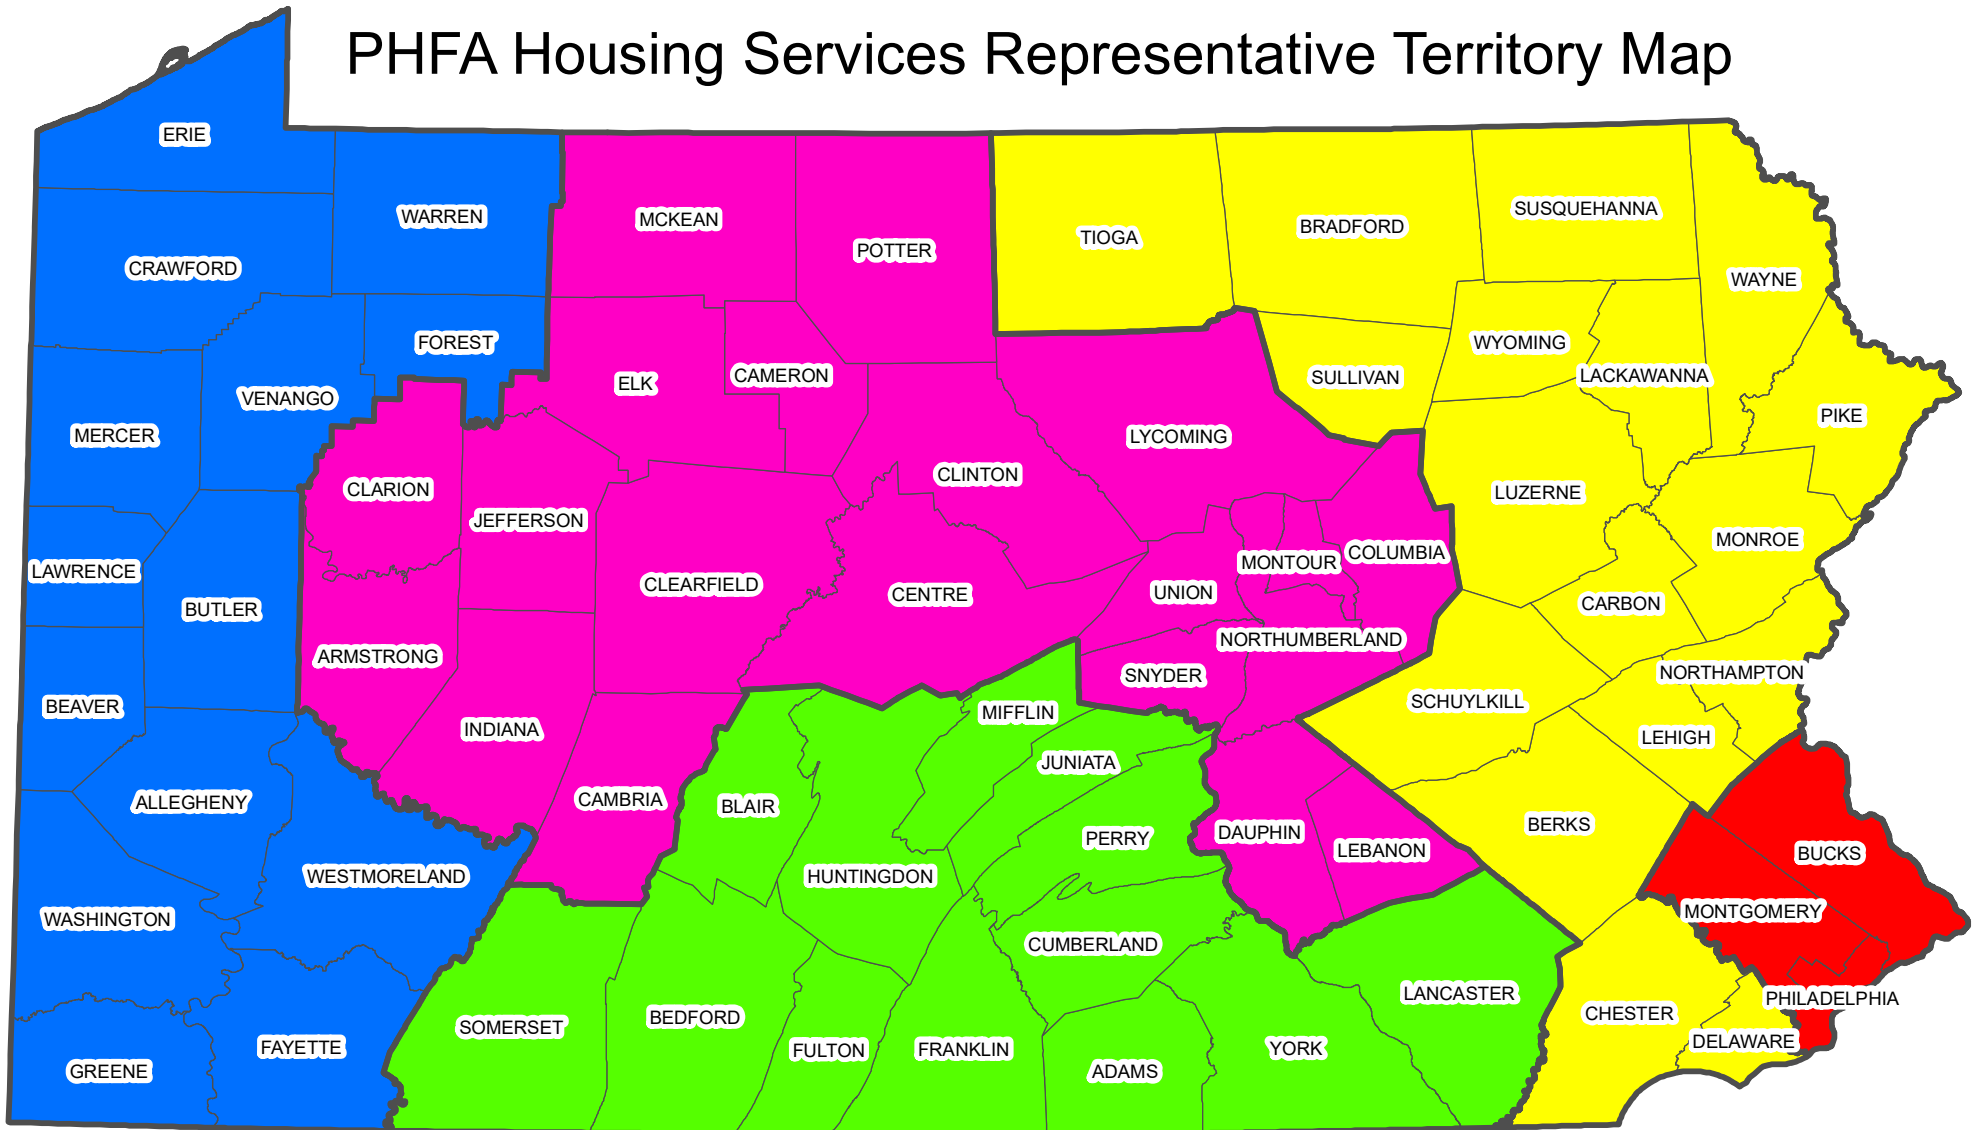 PHFA Housing Services Representative Territory Map
ERIE
WARREN
MCKEAN
POTTER
TIOGA
BRADFORD
SUSQUEHANNA
WAYNE
CRAWFORD
FOREST
ELK
CAMERON
SULLIVAN
WYOMING
LACKAWANNA
PIKE
VENANGO
MERCER
LYCOMING
CLARION
CLINTON
LUZERNE
JEFFERSON
MONROE
LAWRENCE
COLUMBIA
MONTOUR
BUTLER
CLEARFIELD
CENTRE
UNION
CARBON
NORTHUMBERLAND
ARMSTRONG
SNYDER
NORTHAMPTON
BEAVER
INDIANA
MIFFLIN
SCHUYLKILL
LEHIGH
JUNIATA
ALLEGHENY
CAMBRIA
BLAIR
PERRY
DAUPHIN
BERKS
LEBANON
BUCKS
WESTMORELAND
HUNTINGDON
WASHINGTON
MONTGOMERY
CUMBERLAND
LANCASTER
PHILADELPHIA
SOMERSET
BEDFORD
CHESTER
GREENE
FAYETTE
FULTON
FRANKLIN
YORK
DELAWARE
ADAMS